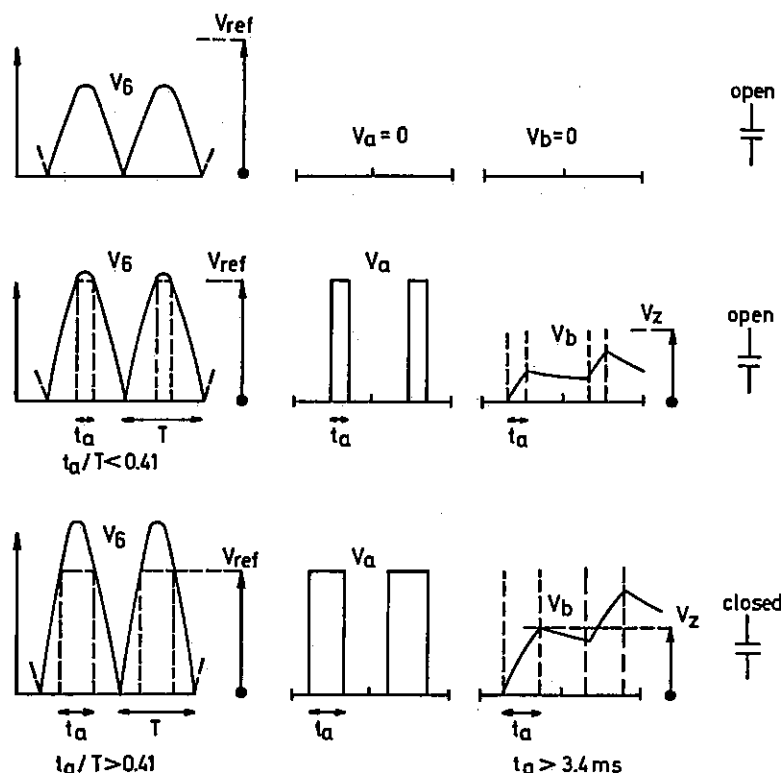 Vref
V6
Va = 0
Vb = 0
open
V6
Vref
Va
Vb
Vz
open
ta
T
ta
ta
ta/T < 0.41
V6
Vref
Va
Vb
Vz
closed
ta
T
ta
ta
ta/T > 0.41
ta > 3.4 ms